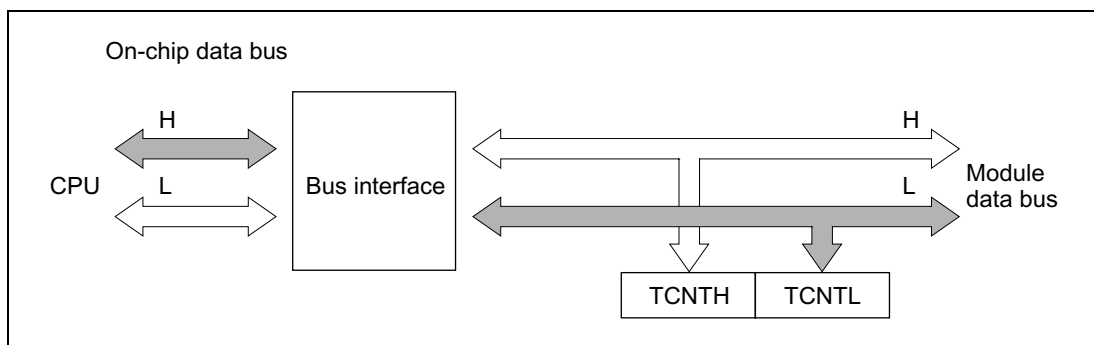 On-chip data bus
H
H
CPU
L
Bus interface
L
Module
data bus
TCNTH
TCNTL